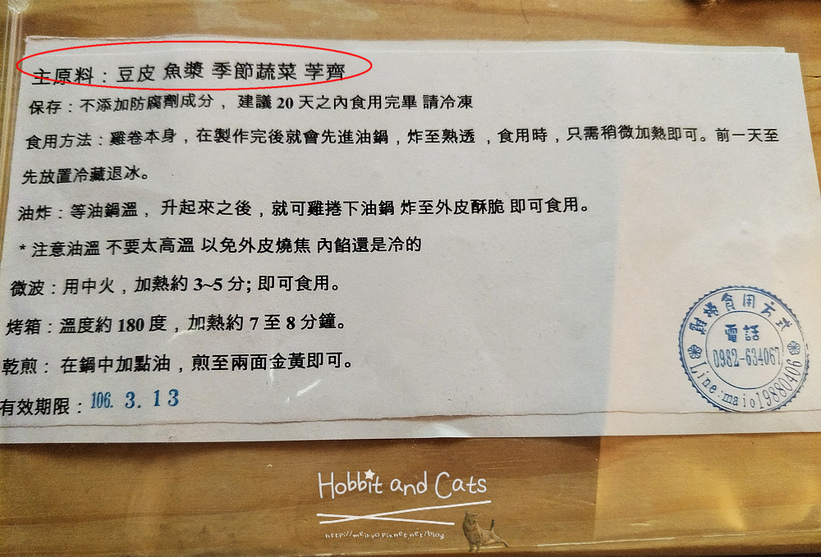 主原料：豆皮 魚漿 季節蔬菜 荸齊
保存：不添加防腐劑成分， 建議 20 天之內食用完畢 請冷凍
食用方法：雞卷本身，在製作完後就會先進油鍋，炸至熟透 ，食用時，只需稍微加熱即可。前一天至
先放置冷藏退冰。
油炸：等油鍋溫， 升起來之後，就可雞捲下油鍋 炸至外皮酥脆 即可食用。
* 注意油溫 不要太高溫 以免外皮燒焦 內餡還是冷的
微波：用中火，加熱約 3~5 分; 即可食用。
烤箱：溫度約 180 度，加熱約 7 至 8 分鐘。
乾煎： 在鍋中加點油，煎至兩面金黃即可。
有效期限：106. 3. 13
食用方式
電話
0982-634067
Line:maio19880406
Hobbit and Cats